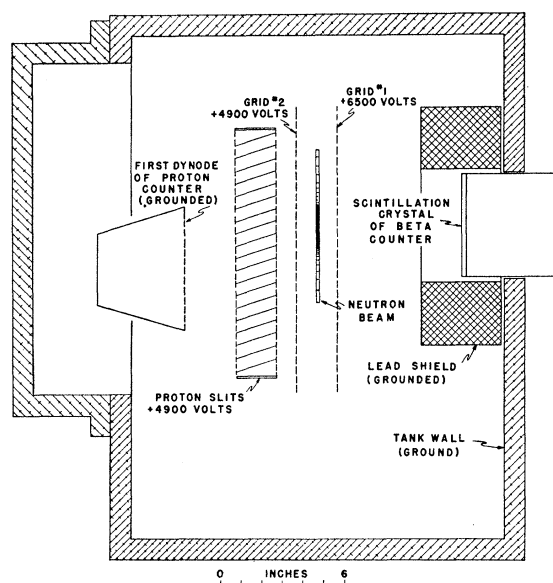 GRID #2
+4900 VOLTS
GRID #1
+6500 VOLTS
FIRST DYNODE
OF PROTON
COUNTER
(GROUNDED)
SCINTILLATION
CRYSTAL
OF BETA
COUNTER
NEUTRON
BEAM
LEAD SHIELD
(GROUNDED)
PROTON SLITS
+4900 VOLTS
TANK WALL
(GROUND)
0 INCHES 6